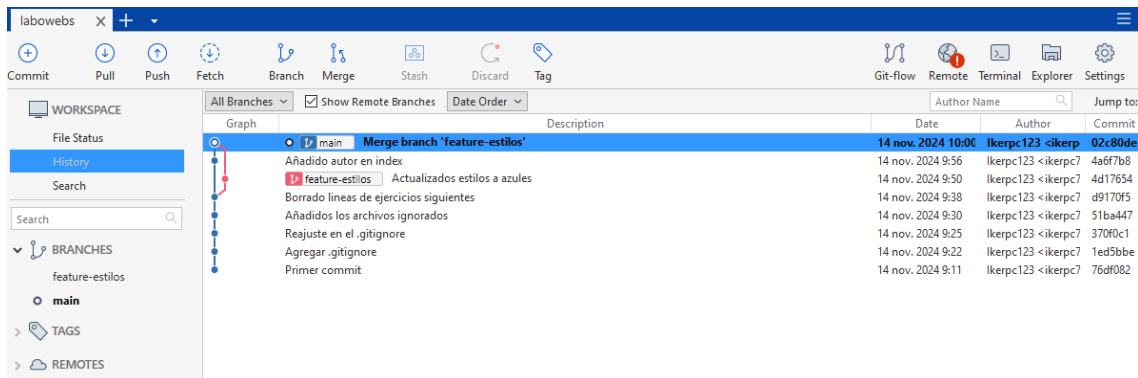 labowebs
Commit Pull Push Fetch Branch Merge Stash Discard Tag Git-flow Remote Terminal Explorer Settings
WORKSPACE
File Status
History
Search
Search
BRANCHES
feature-estilos
main
TAGS
REMOTES
All Branches Show Remote Branches Date Order Author Name Jump to:
Graph Description Date Author Commit
main Merge branch 'feature-estilos' 14 nov. 2024 10:00 Ikerpc123 <ikerp 02c80de
Añadido autor en index 14 nov. 2024 9:56 Ikerpc123 <ikerpc7 4a6f7b8
feature-estilos Actualizados estilos a azules 14 nov. 2024 9:50 Ikerpc123 <ikerpc7 4d17654
Borrado lineas de ejercicios siguientes 14 nov. 2024 9:38 Ikerpc123 <ikerpc7 d9170f5
Añadidos los archivos ignorados 14 nov. 2024 9:30 Ikerpc123 <ikerpc7 51ba447
Reajuste en el .gitignore 14 nov. 2024 9:25 Ikerpc123 <ikerpc7 370f0c1
Agregar .gitignore 14 nov. 2024 9:22 Ikerpc123 <ikerpc7 1ed5bbe
Primer commit 14 nov. 2024 9:11 Ikerpc123 <ikerpc7 76df082